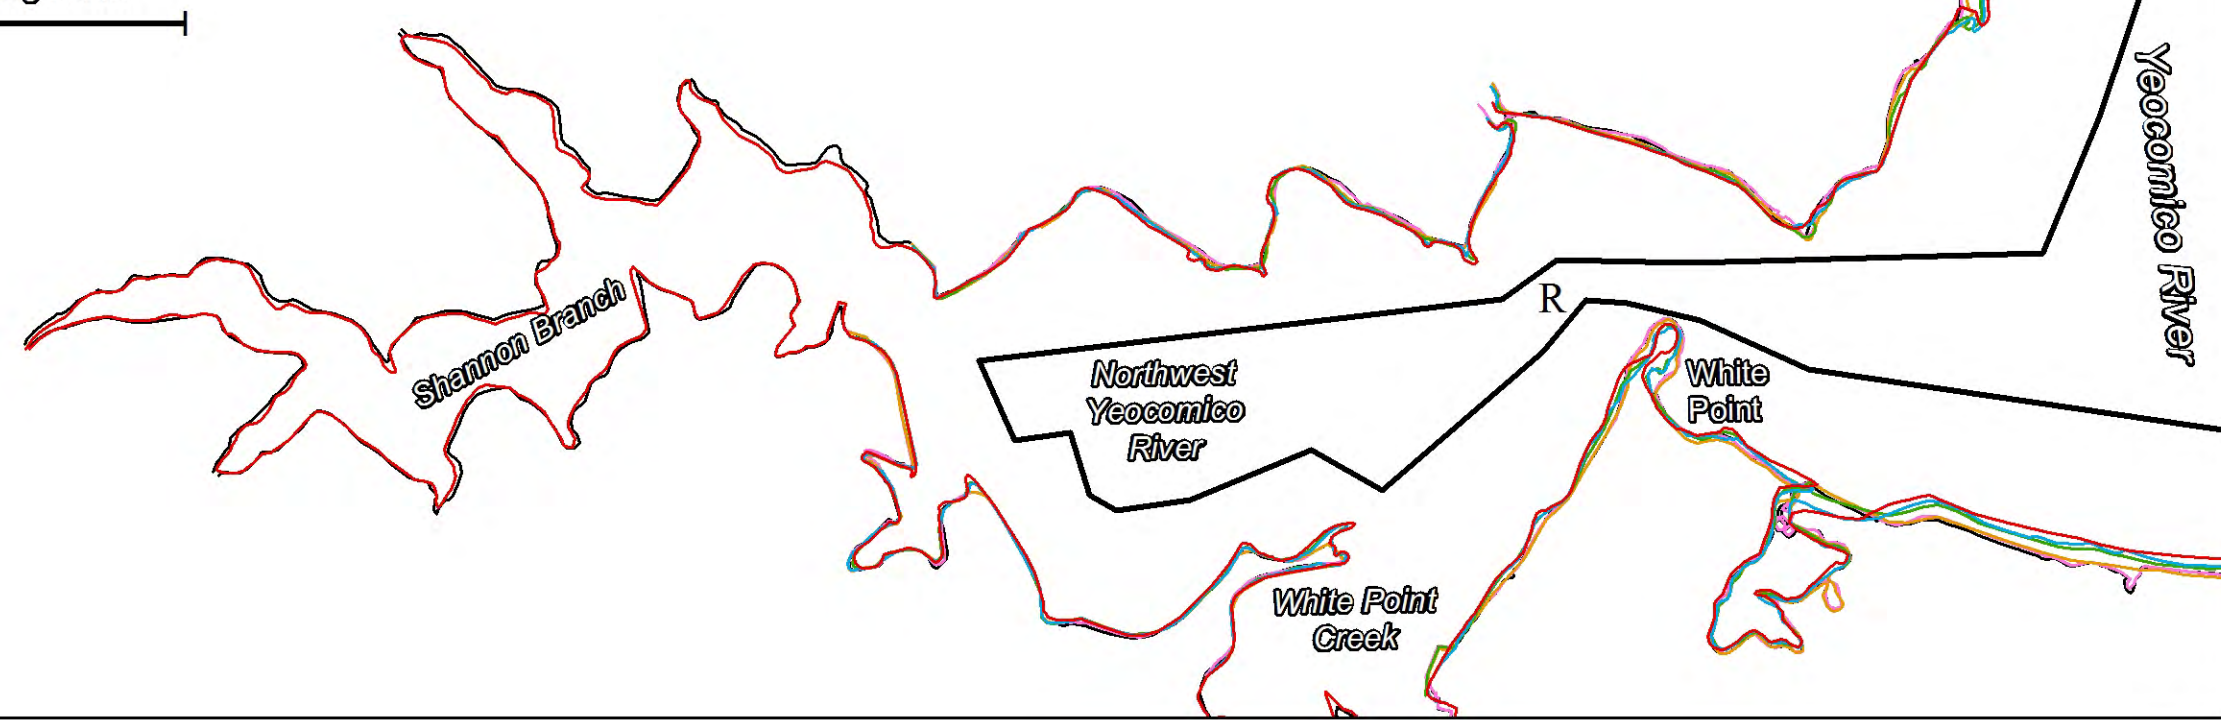 Yeocomico River
Shannon Branch
R
Northwest
Yeocomico
River
White
Point
White Point
Creek